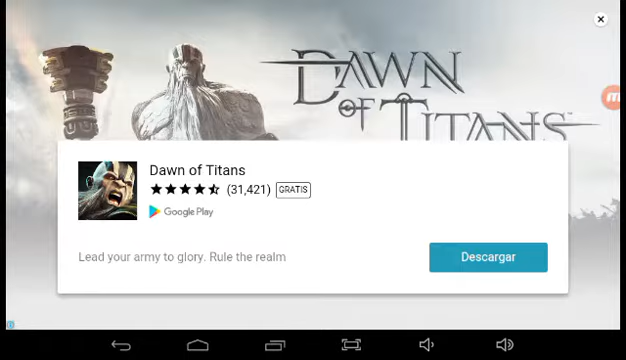 DAWN
OF TITANS
Dawn of Titans
(31,421) GRATIS
Google Play
Lead your army to glory. Rule the realm
Descargar